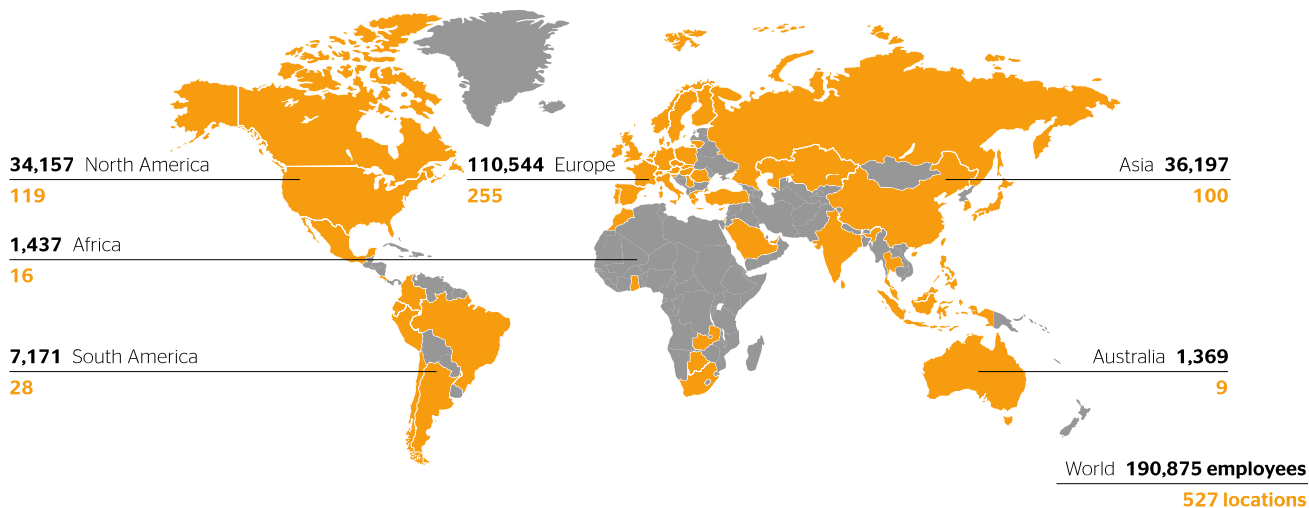 34,157 North America
119
110,544 Europe
255
Asia 36,197
100
1,437 Africa
16
7,171 South America
28
Australia 1,369
9
World 190,875 employees
527 locations